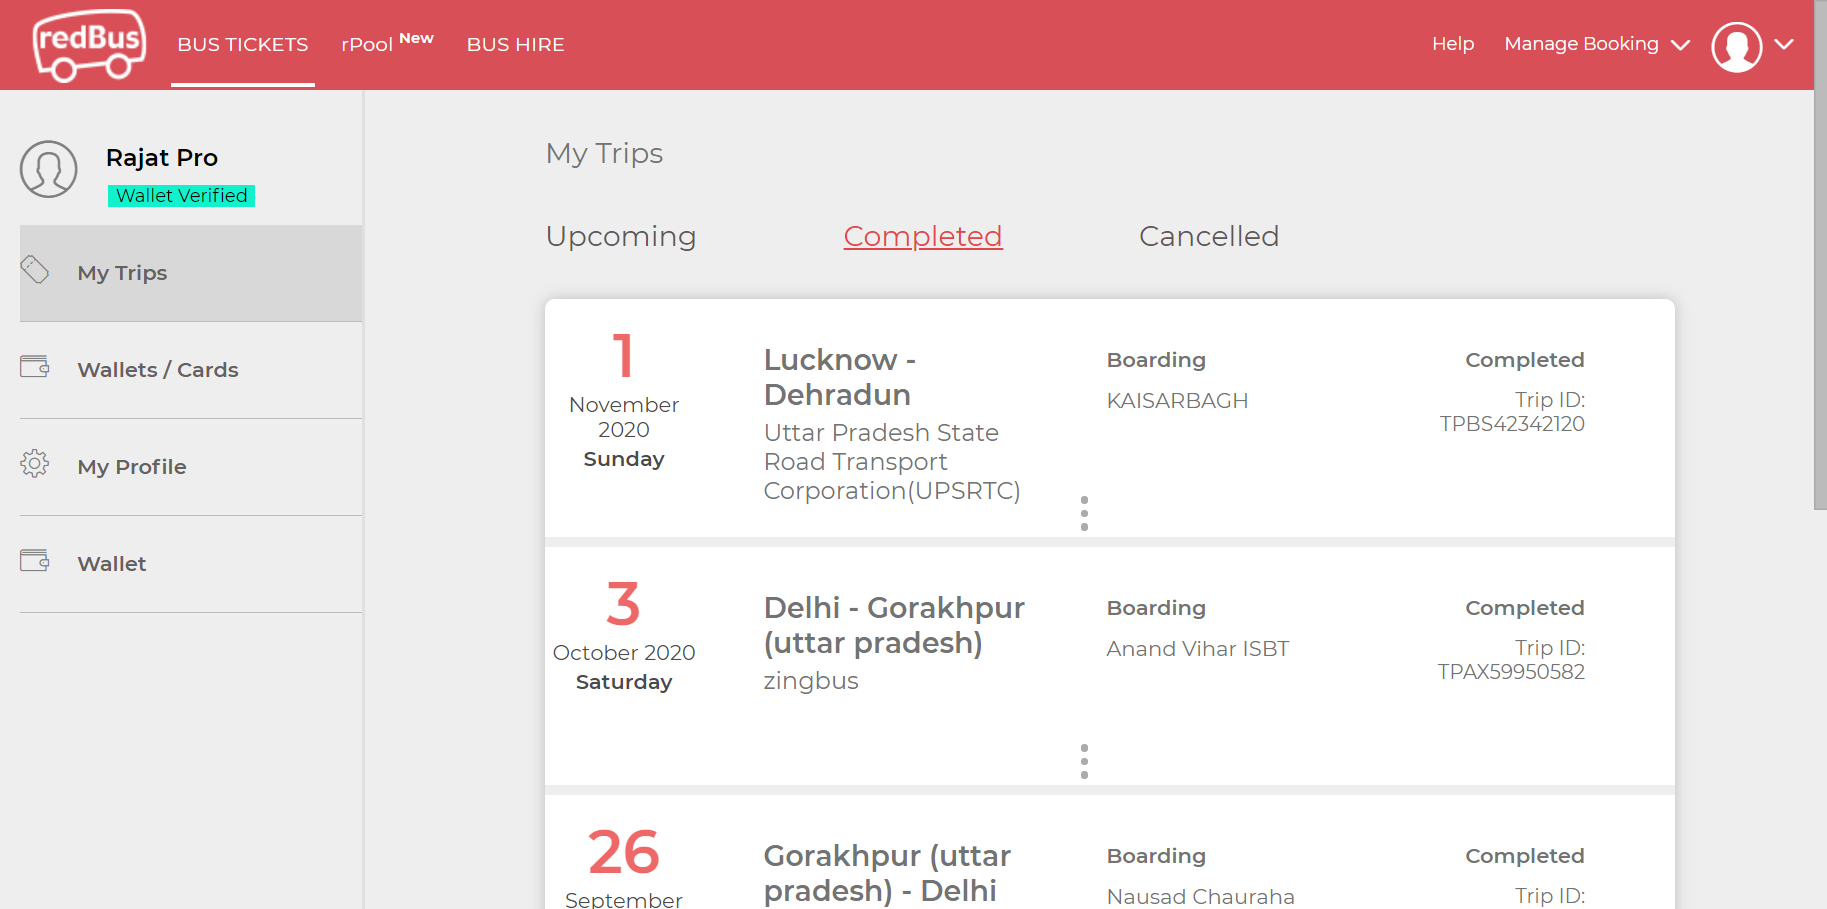 redBus
BUS TICKETS
rPool New
BUS HIRE
Help
Manage Booking
Rajat Pro
Wallet Verified
My Trips
Wallets / Cards
My Profile
Wallet
My Trips
Upcoming
Completed
Cancelled
1
November
2020
Sunday
Lucknow -
Dehradun
Uttar Pradesh State
Road Transport
Corporation(UPSRTC)
Boarding
KAISARBAGH
Completed
Trip ID:
TPBS42342120
3
October 2020
Saturday
Delhi - Gorakhpur
(uttar pradesh)
zingbus
Boarding
Anand Vihar ISBT
Completed
Trip ID:
TPAX59950582
26
September
Gorakhpur (uttar
pradesh) - Delhi
Boarding
Nausad Chauraha
Completed
Trip ID: